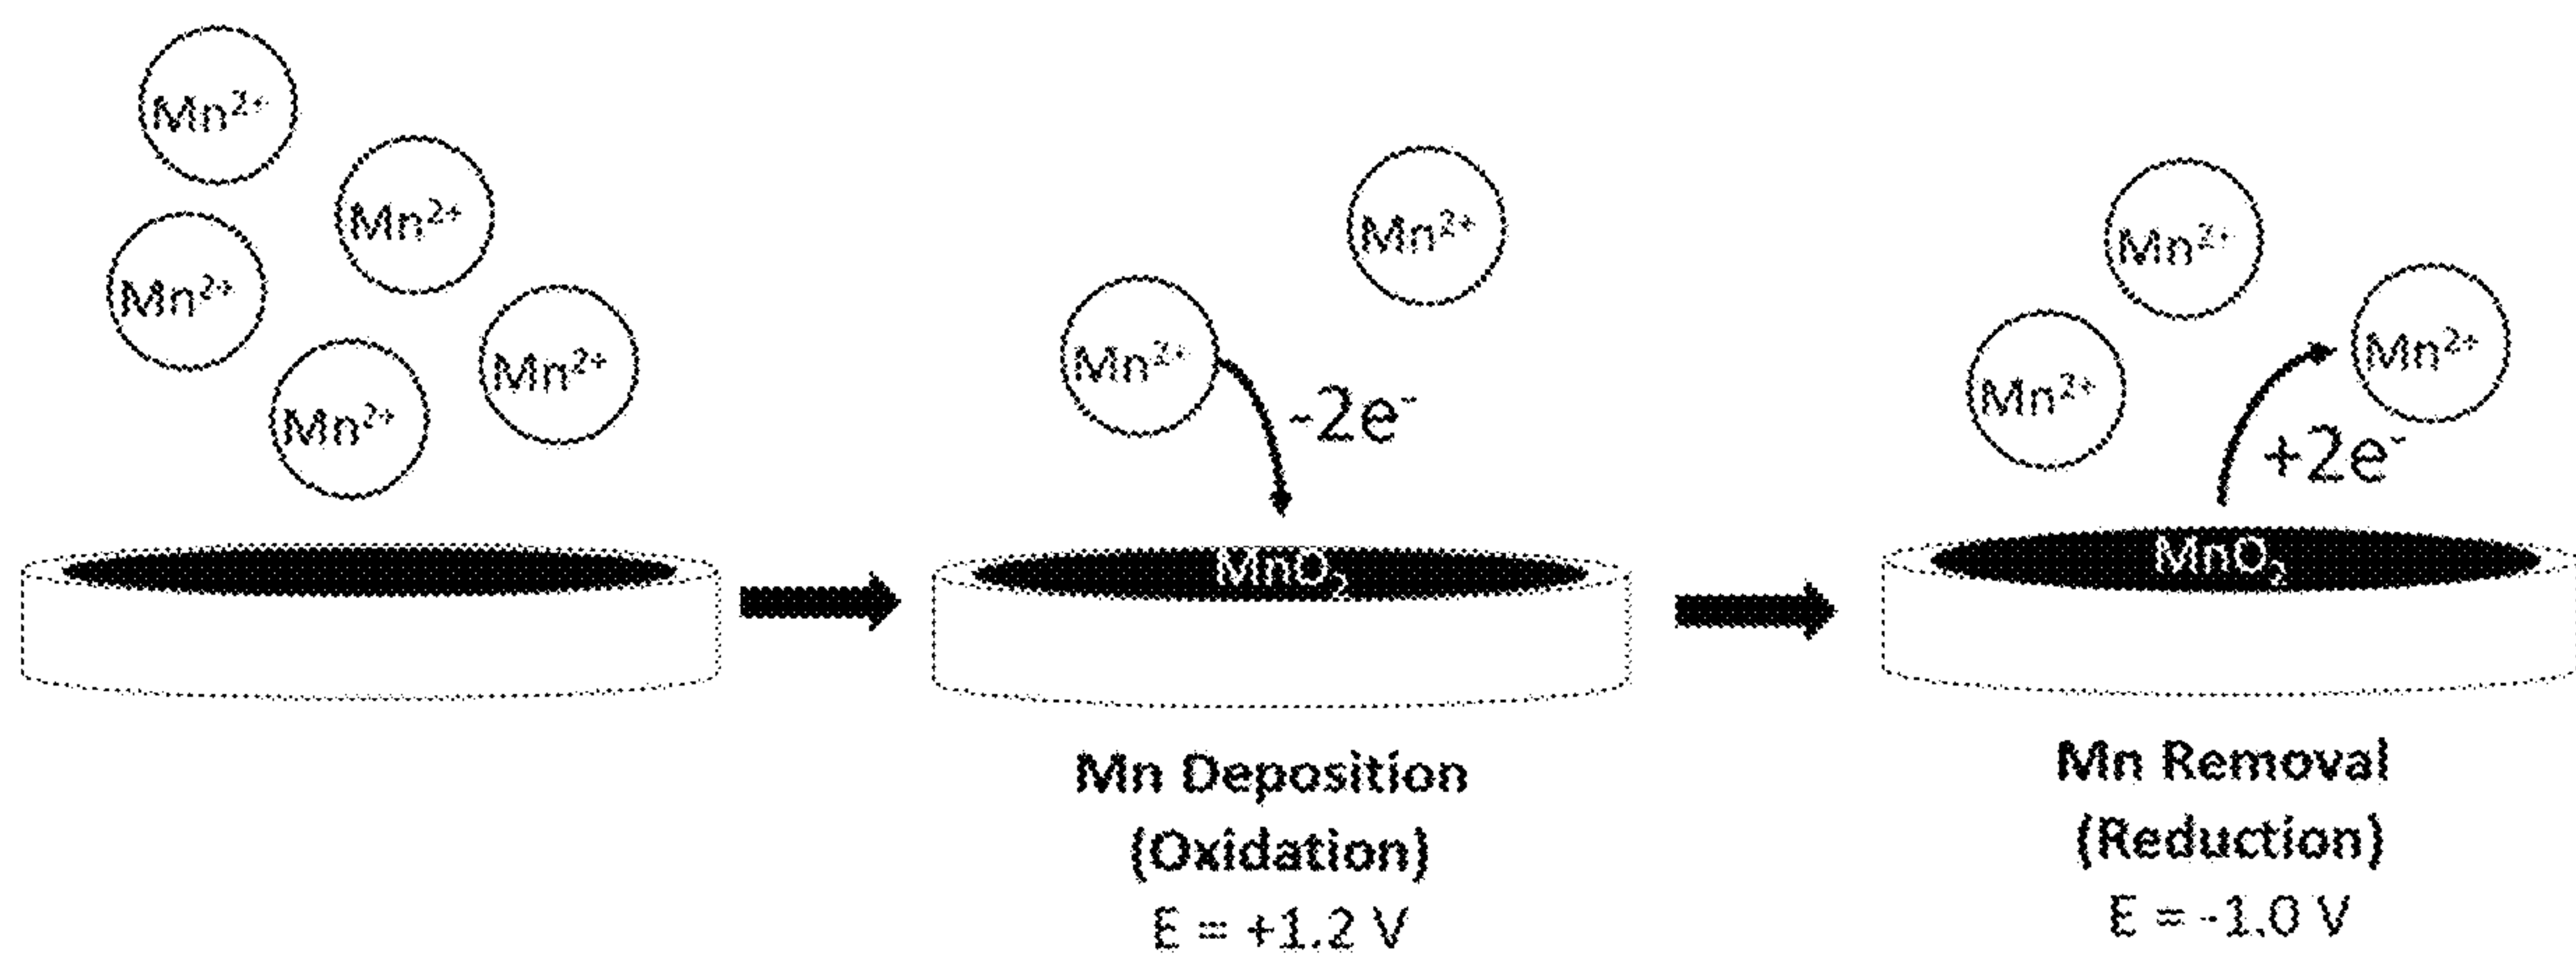 Mn²⁺
Mn²⁺
Mn²⁺
Mn²⁺
Mn²⁺
Mn²⁺
Mn²⁺
-2e⁻
MnO₂
Mn Deposition
(Oxidation)
E = +1.2 V
Mn²⁺
Mn²⁺
Mn²⁺
+2e⁻
MnO₂
Mn Removal
(Reduction)
E = -1.0 V